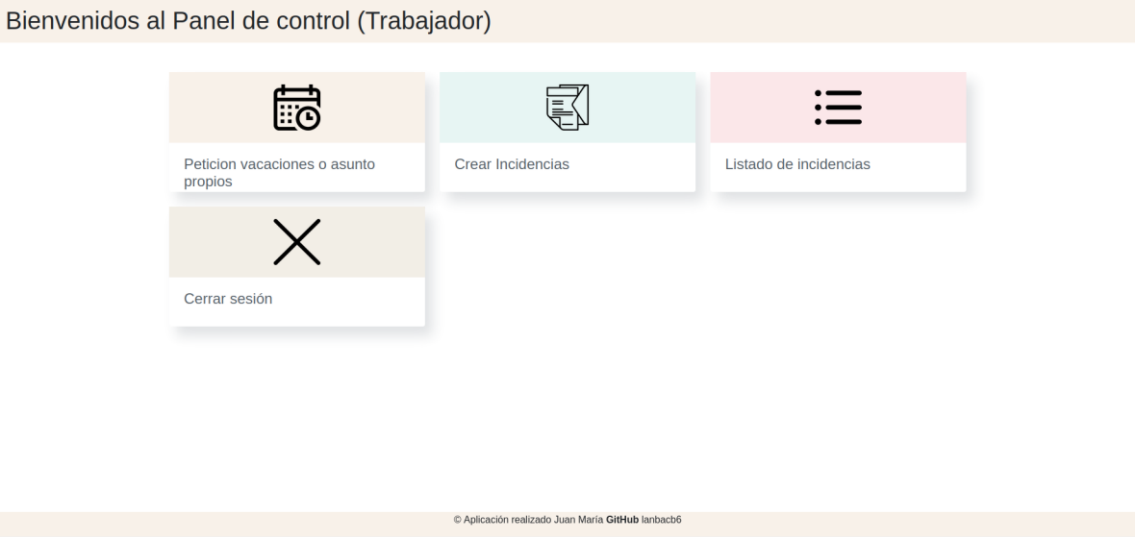 Bienvenidos al Panel de control (Trabajador)
Peticion vacaciones o asunto
propios
Crear Incidencias
Listado de incidencias
Cerrar sesión
© Aplicación realizado Juan María GitHub lanbacb6